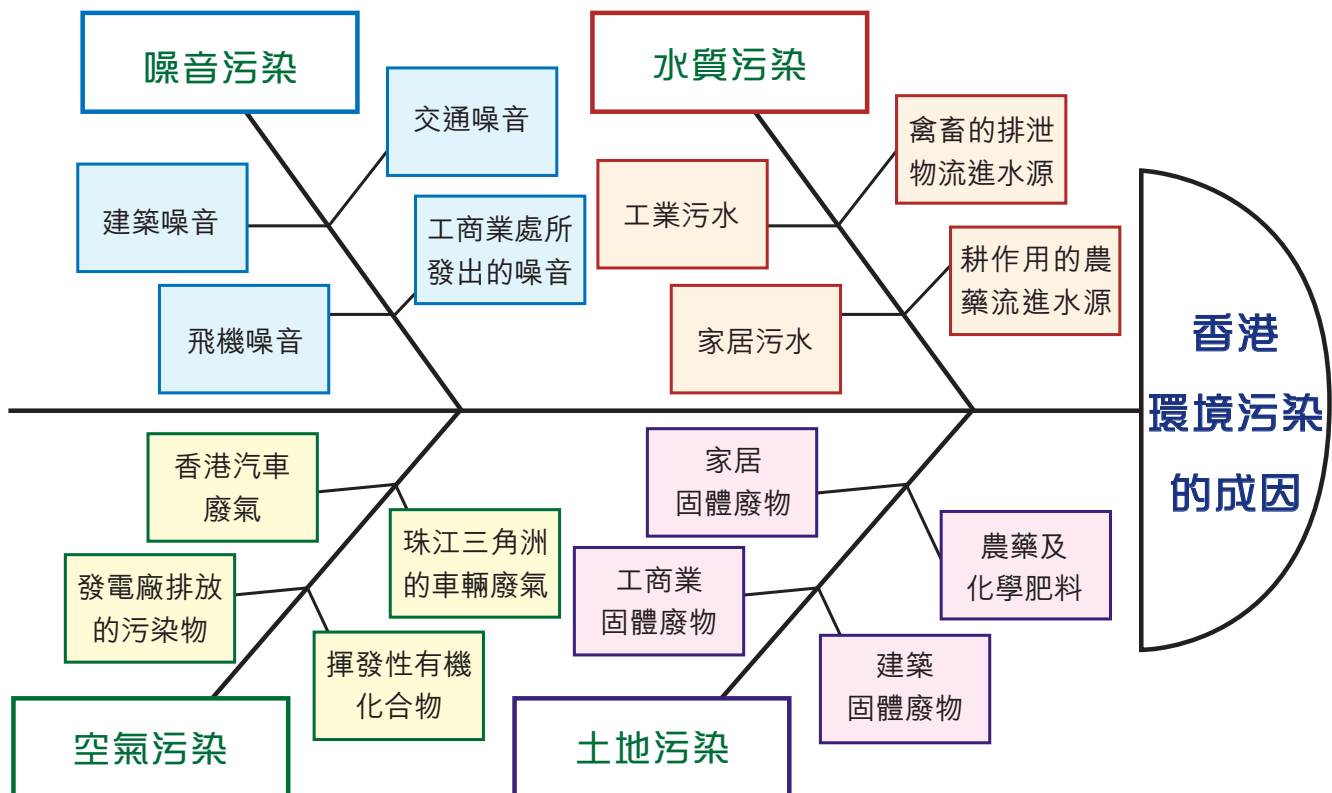 噪音污染
交通噪音
建築噪音
工商業處所
發出的噪音
飛機噪音
水質污染
禽畜的排泄
物流進水源
工業污水
耕作用的農
藥流進水源
家居污水
香港
環境污染
的成因
香港汽車
廢氣
珠江三角洲
的車輛廢氣
發電廠排放
的污染物
揮發性有機
化合物
空氣污染
家居
固體廢物
農藥及
化學肥料
工商業
固體廢物
建築
固體廢物
土地污染